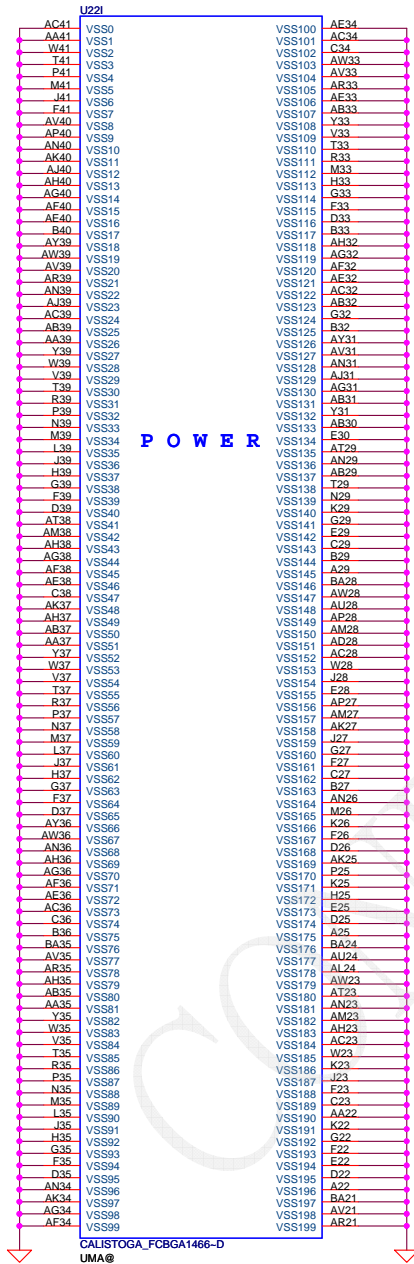 U22I
AC41 VSS0 VSS100 AE34
AA41 VSS1 VSS101 AC34
W41 VSS2 VSS102 C34
T41 VSS3 VSS103 AW33
P41 VSS4 VSS104 AV33
M41 VSS5 VSS105 AR33
J41 VSS6 VSS106 AE33
F41 VSS7 VSS107 AB33
AV40 VSS8 VSS108 Y33
AP40 VSS9 VSS109 V33
AN40 VSS10 VSS110 T33
AK40 VSS11 VSS111 R33
AJ40 VSS12 VSS112 M33
AH40 VSS13 VSS113 H33
AG40 VSS14 VSS114 G33
AF40 VSS15 VSS115 F33
AE40 VSS16 VSS116 D33
B40 VSS17 VSS117 B33
AY39 VSS18 VSS118 AH32
AW39 VSS19 VSS119 AG32
AV39 VSS20 VSS120 AF32
AR39 VSS21 VSS121 AE32
AN39 VSS22 VSS122 AC32
AJ39 VSS23 VSS123 AB32
AC39 VSS24 VSS124 G32
AB39 VSS25 VSS125 B32
AA39 VSS26 VSS126 AY31
Y39 VSS27 VSS127 AV31
W39 VSS28 VSS128 AN31
V39 VSS29 VSS129 AJ31
T39 VSS30 VSS130 AG31
R39 VSS31 VSS131 AB31
P39 VSS32 VSS132 Y31
N39 VSS33 VSS133 AB30
M39 VSS34 POWER VSS134 E30
L39 VSS35 VSS135 AT29
J39 VSS36 VSS136 AN29
H39 VSS37 VSS137 AB29
G39 VSS38 VSS138 T29
F39 VSS39 VSS139 N29
D39 VSS40 VSS140 K29
AT38 VSS41 VSS141 G29
AM38 VSS42 VSS142 E29
AH38 VSS43 VSS143 C29
AG38 VSS44 VSS144 B29
AF38 VSS45 VSS145 A29
AE38 VSS46 VSS146 BA28
C38 VSS47 VSS147 AW28
AK37 VSS48 VSS148 AU28
AH37 VSS49 VSS149 AP28
AB37 VSS50 VSS150 AM28
AA37 VSS51 VSS151 AD28
Y37 VSS52 VSS152 AC28
W37 VSS53 VSS153 W28
V37 VSS54 VSS154 J28
T37 VSS55 VSS155 E28
R37 VSS56 VSS156 AP27
P37 VSS57 VSS157 AM27
N37 VSS58 VSS158 AK27
M37 VSS59 VSS159 J27
L37 VSS60 VSS160 G27
J37 VSS61 VSS161 F27
H37 VSS62 VSS162 C27
G37 VSS63 VSS163 B27
F37 VSS64 VSS164 AN26
D37 VSS65 VSS165 M26
AY36 VSS66 VSS166 K26
AW36 VSS67 VSS167 F26
AN36 VSS68 VSS168 D26
AH36 VSS69 VSS169 AK25
AG36 VSS70 VSS170 P25
AF36 VSS71 VSS171 K25
AE36 VSS72 VSS172 H25
AC36 VSS73 VSS173 E25
C36 VSS74 VSS174 D25
B36 VSS75 VSS175 A25
BA35 VSS76 VSS176 BA24
AV35 VSS77 VSS177 AU24
AR35 VSS78 VSS178 AL24
AH35 VSS79 VSS179 AW23
AB35 VSS80 VSS180 AT23
AA35 VSS81 VSS181 AN23
Y35 VSS82 VSS182 AM23
W35 VSS83 VSS183 AH23
V35 VSS84 VSS184 AC23
T35 VSS85 VSS185 W23
R35 VSS86 VSS186 K23
P35 VSS87 VSS187 J23
N35 VSS88 VSS188 F23
M35 VSS89 VSS189 C23
L35 VSS90 VSS190 AA22
J35 VSS91 VSS191 K22
H35 VSS92 VSS192 G22
G35 VSS93 VSS193 F22
F35 VSS94 VSS194 E22
D35 VSS95 VSS195 D22
AN34 VSS96 VSS196 A22
AK34 VSS97 VSS197 BA21
AG34 VSS98 VSS198 AV21
AF34 VSS99 VSS199 AR21
CALISTOGA_FCBGA1466~D
UMA@